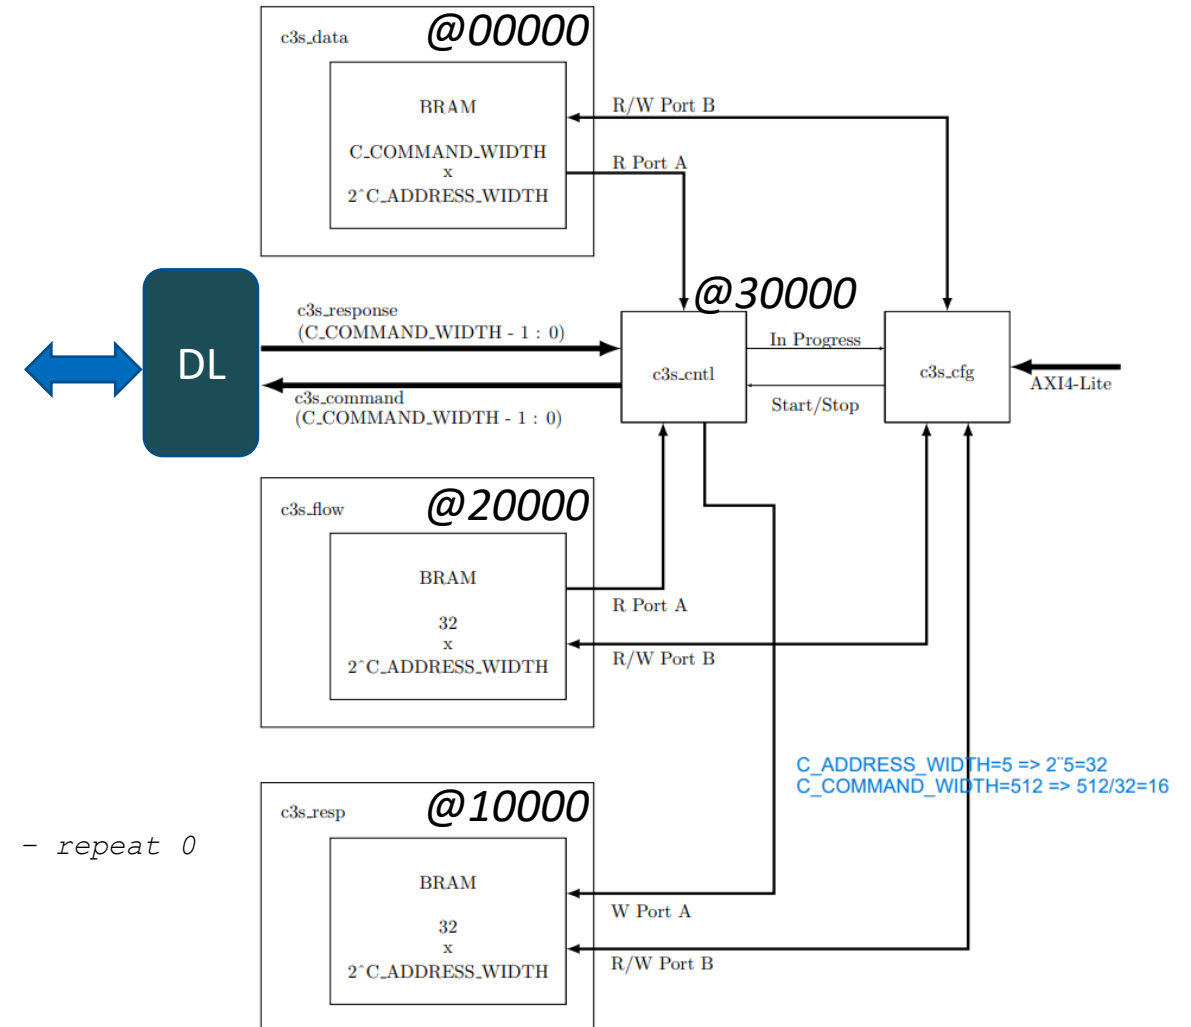 c3s_data
@00000
BRAM
C_COMMAND_WIDTH
x
2^C_ADDRESS_WIDTH
R/W Port B
R Port A
@30000
DL
c3s_response
(C_COMMAND_WIDTH - 1 : 0)
c3s_command
(C_COMMAND_WIDTH - 1 : 0)
c3s_cntl
In Progress
Start/Stop
c3s_cfg
AXI4-Lite
c3s_flow
@20000
BRAM
32
x
2^C_ADDRESS_WIDTH
R Port A
R/W Port B
C_ADDRESS_WIDTH=5 => 2¨5=32
C_COMMAND_WIDTH=512 => 512/32=16
c3s_resp
@10000
- repeat 0
BRAM
32
x
2^C_ADDRESS_WIDTH
W Port A
R/W Port B